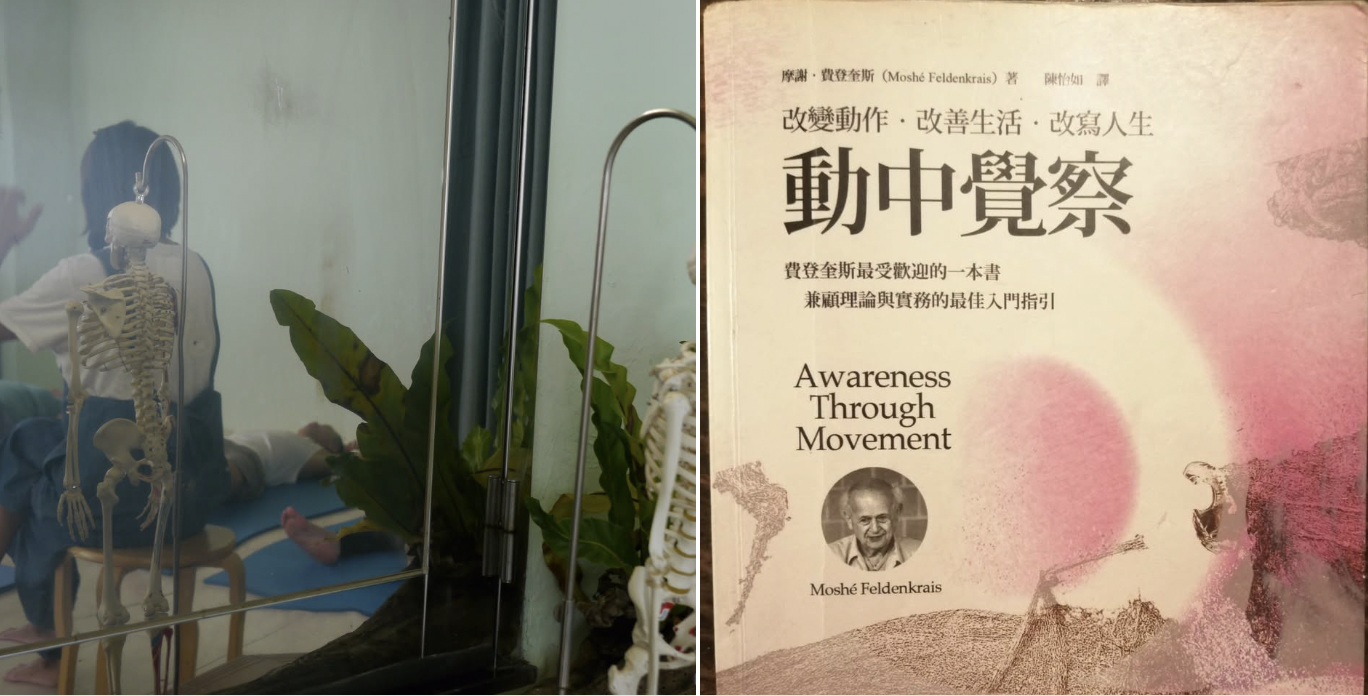 摩謝·費登奎斯（Moshé Feldenkrais）著 陳怡如 譯
改變動作·改善生活·改寫人生
動中覺察
費登奎斯最受歡迎的一本書
兼顧理論與實務的最佳入門指引
Awareness
Through
Movement
Moshé Feldenkrais